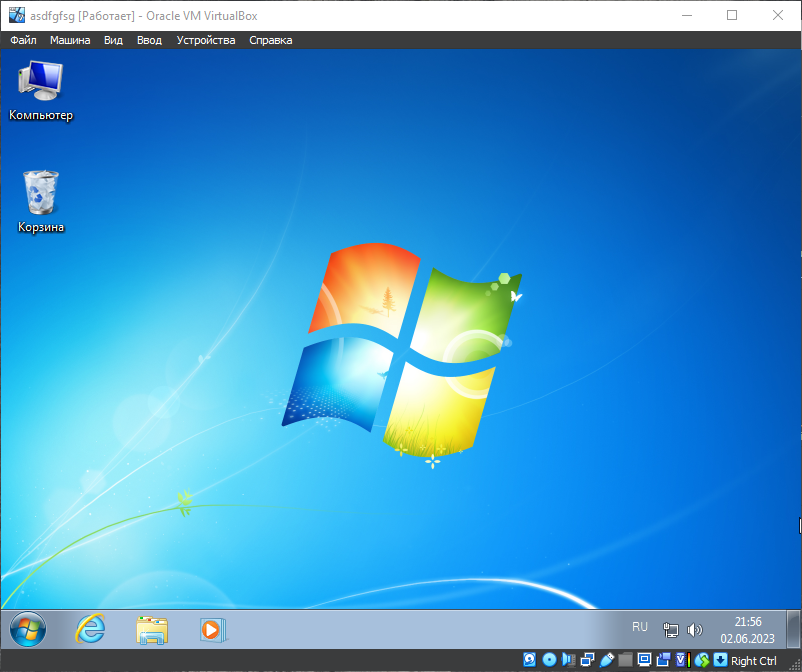 asdfgfsg [Работает] - Oracle VM VirtualBox
Файл Машина Вид Ввод Устройства Справка
Компьютер
Корзина
RU
21:56
02.06.2023
Right Ctrl